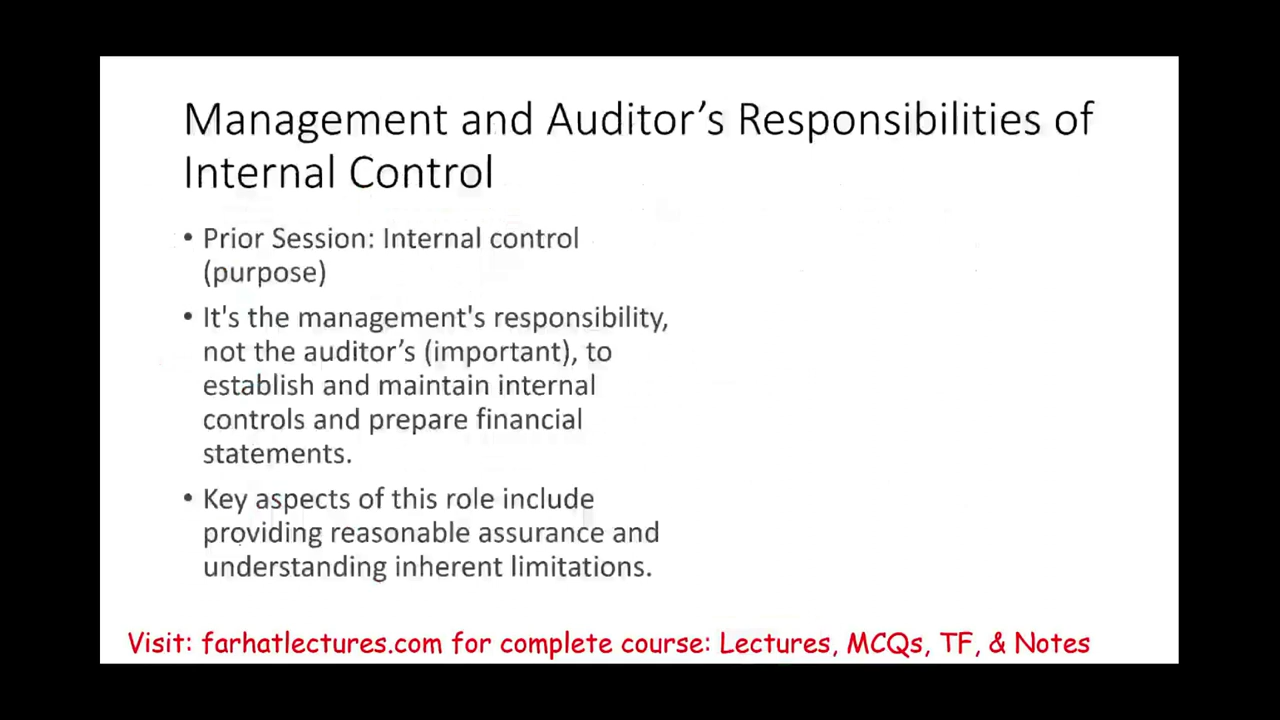 Management and Auditor’s Responsibilities of
Internal Control
• Prior Session: Internal control
(purpose)
• It's the management's responsibility,
not the auditor’s (important), to
establish and maintain internal
controls and prepare financial
statements.
• Key aspects of this role include
providing reasonable assurance and
understanding inherent limitations.
Visit: farhatlectures.com for complete course: Lectures, MCQs, TF, & Notes